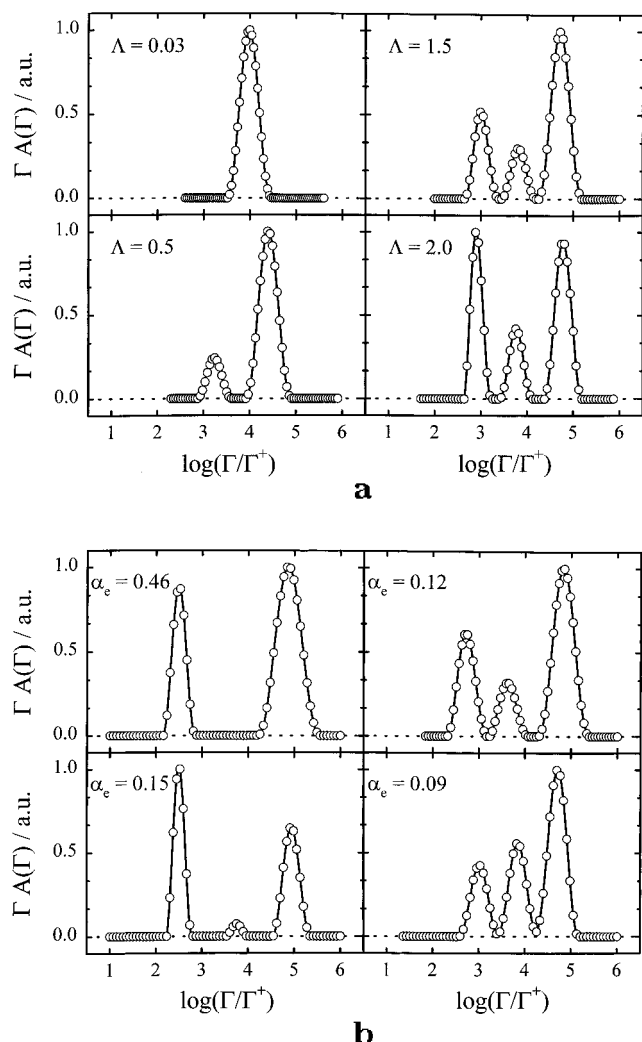 Λ = 0.03
Λ = 1.5
Γ A(Γ) / a.u.
1.0
0.5
0.0
Λ = 0.5
Λ = 2.0
Γ A(Γ) / a.u.
1.0
0.5
0.0
1 2 3 4 5 6 1 2 3 4 5 6
log(Γ/Γ⁺) log(Γ/Γ⁺)
a
αₑ = 0.46
αₑ = 0.12
Γ A(Γ) / a.u.
1.0
0.5
0.0
αₑ = 0.15
αₑ = 0.09
Γ A(Γ) / a.u.
1.0
0.5
0.0
1 2 3 4 5 6 1 2 3 4 5 6
log(Γ/Γ⁺) log(Γ/Γ⁺)
b